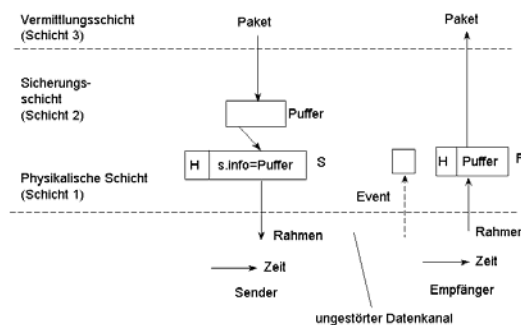 Vermittlungsschicht
(Schicht 3)
Paket
Paket
Sicherungs-
schicht
(Schicht 2)
Puffer
H
s.info=Puffer
S
H
Puffer
Physikalische Schicht
(Schicht 1)
Event
Rahmen
Rahmen
Zeit
Zeit
Sender
Empfänger
ungestörter Datenkanal